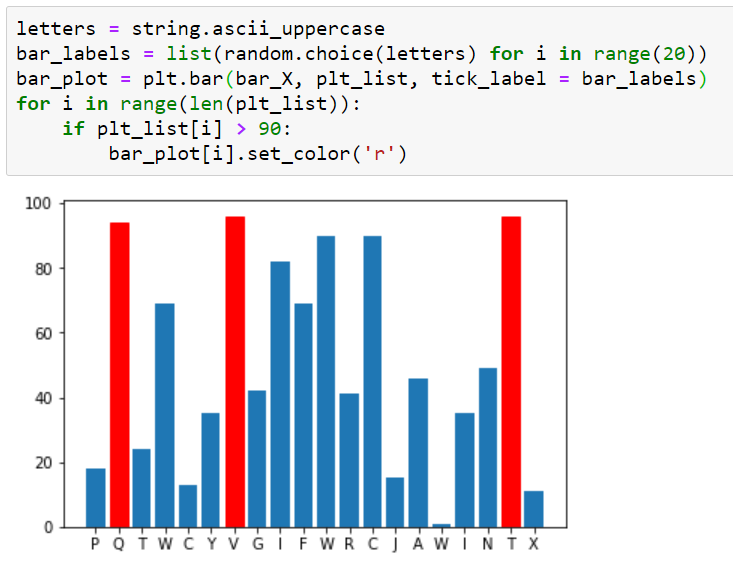 letters = string.ascii_uppercase
bar_labels = list(random.choice(letters) for i in range(20))
bar_plot = plt.bar(bar_X, plt_list, tick_label = bar_labels)
for i in range(len(plt_list)):
    if plt_list[i] > 90:
        bar_plot[i].set_color('r')
100
80
60
40
20
0
P Q T W C Y V G I F W R C J A W I N T X